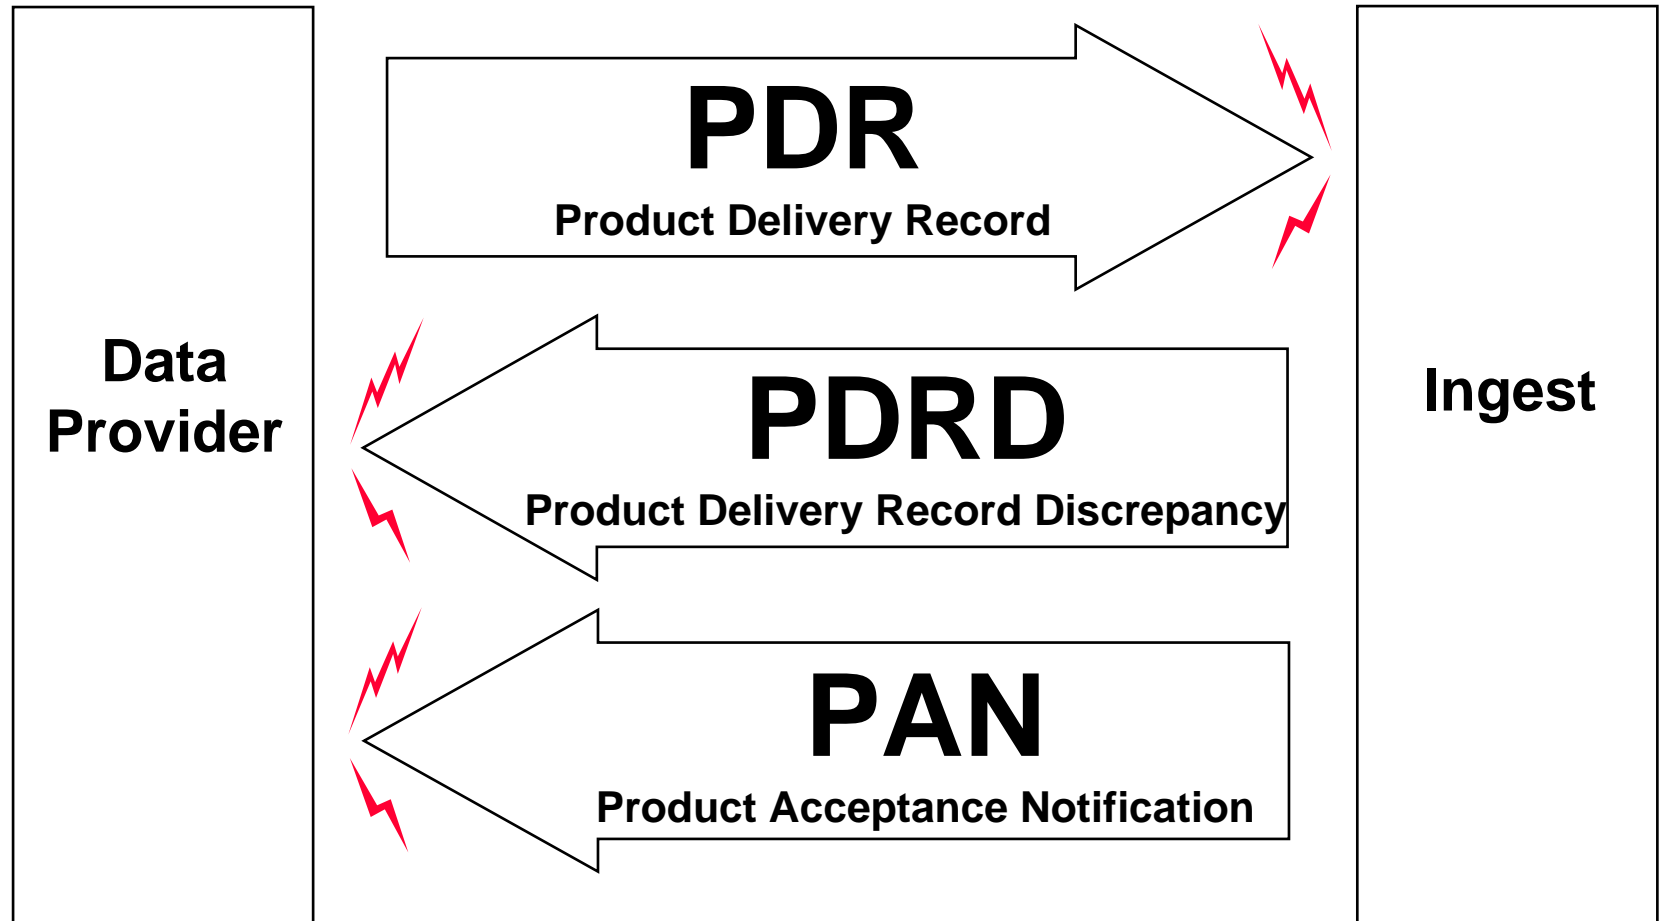 PDR
Product Delivery Record
Data
Provider
PDRD
Product Delivery Record Discrepancy
Ingest
PAN
Product Acceptance Notification